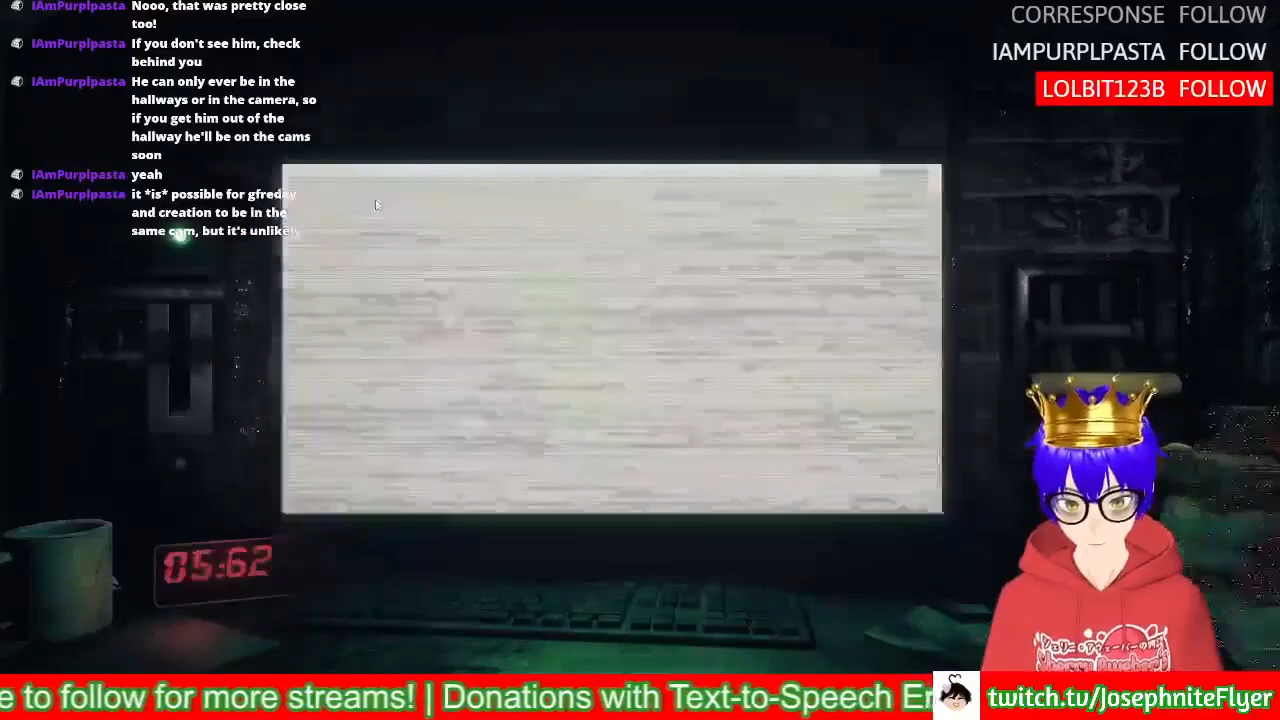 IAmPurplpasta Nooo, that was pretty close
too!
IAmPurplpasta If you don't see him, check
behind you
IAmPurplpasta He can only ever be in the
hallways or in the camera, so
if you get him out of the
hallway he'll be on the cams
soon
IAmPurplpasta yeah
IAmPurplpasta it *is* possible for gfreddy
and creation to be in the
same cam, but it's unlikely
CORRESPONSE FOLLOW
IAMPURPLPASTA FOLLOW
LOLBIT123B FOLLOW
05:62
e to follow for more streams! | Donations with Text-to-Speech En
twitch.tv/JosephniteFlyer